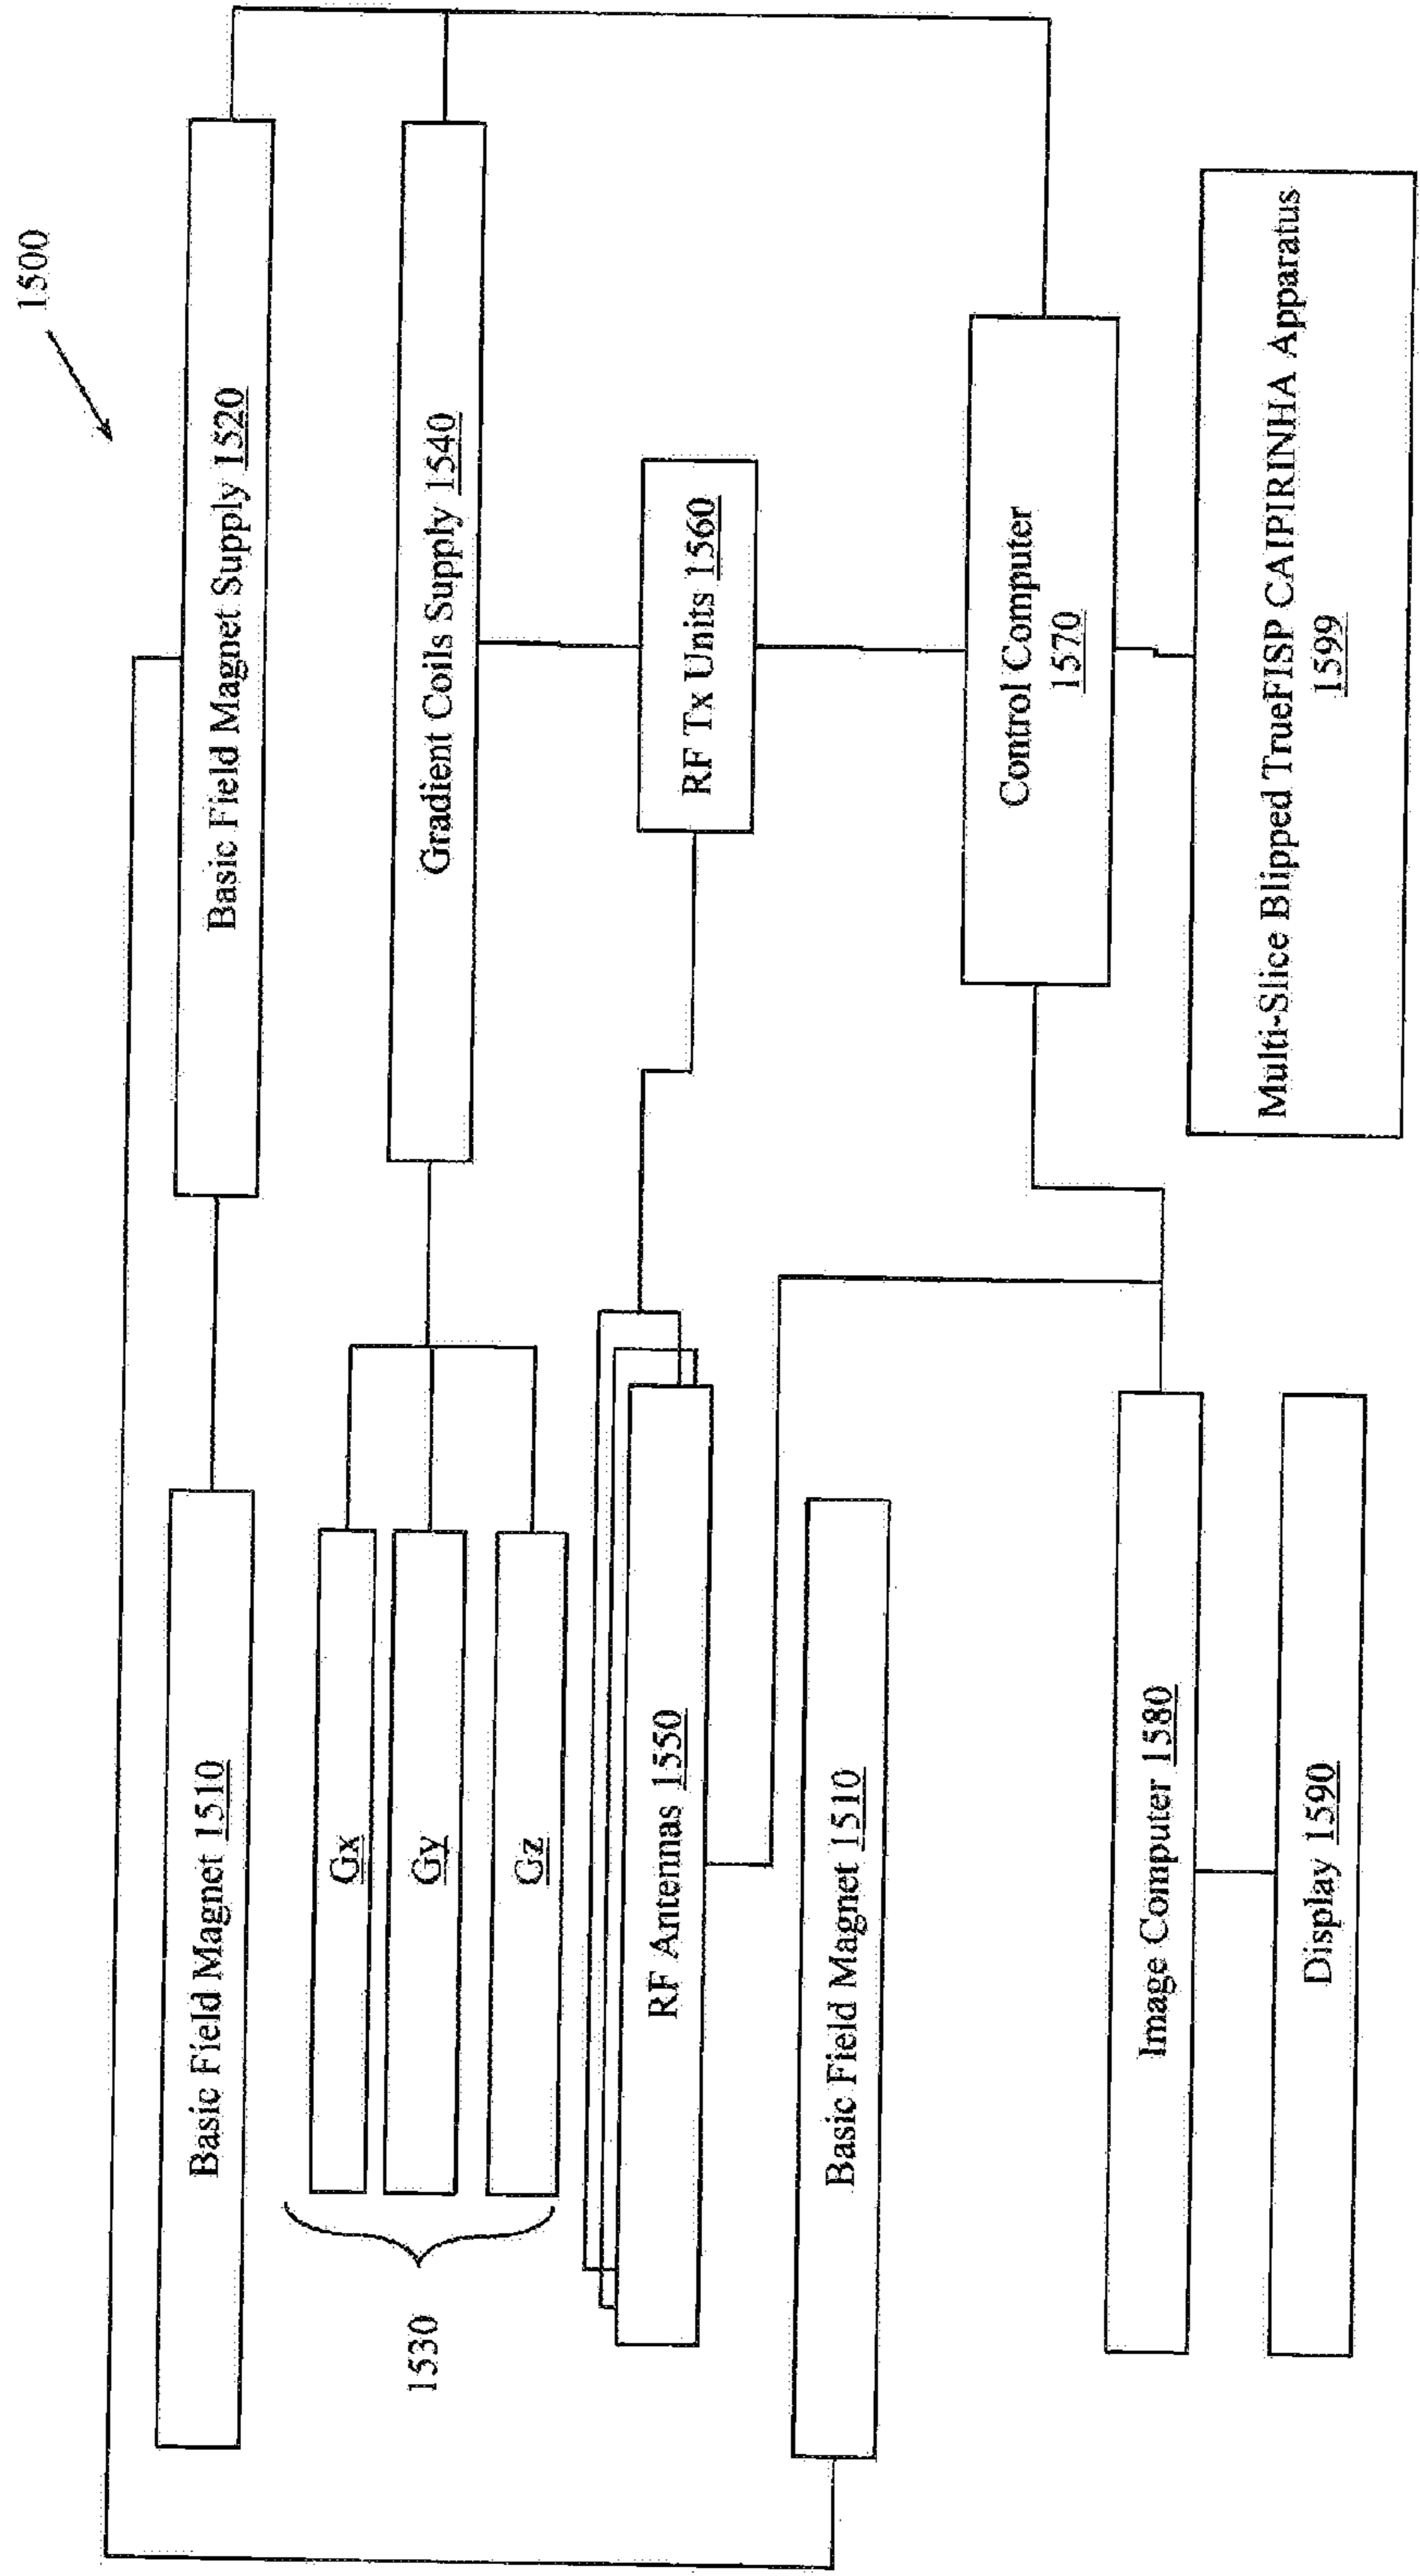 1500
Basic Field Magnet 1510
Basic Field Magnet Supply 1520
Gx
Gy
Gz
1530
Gradient Coils Supply 1540
RF Antennas 1550
RF Tx Units 1560
Basic Field Magnet 1510
Control Computer
1570
Image Computer 1580
Multi-Slice Blipped TrueFISP CAIPIRINHA Apparatus
1599
Display 1590